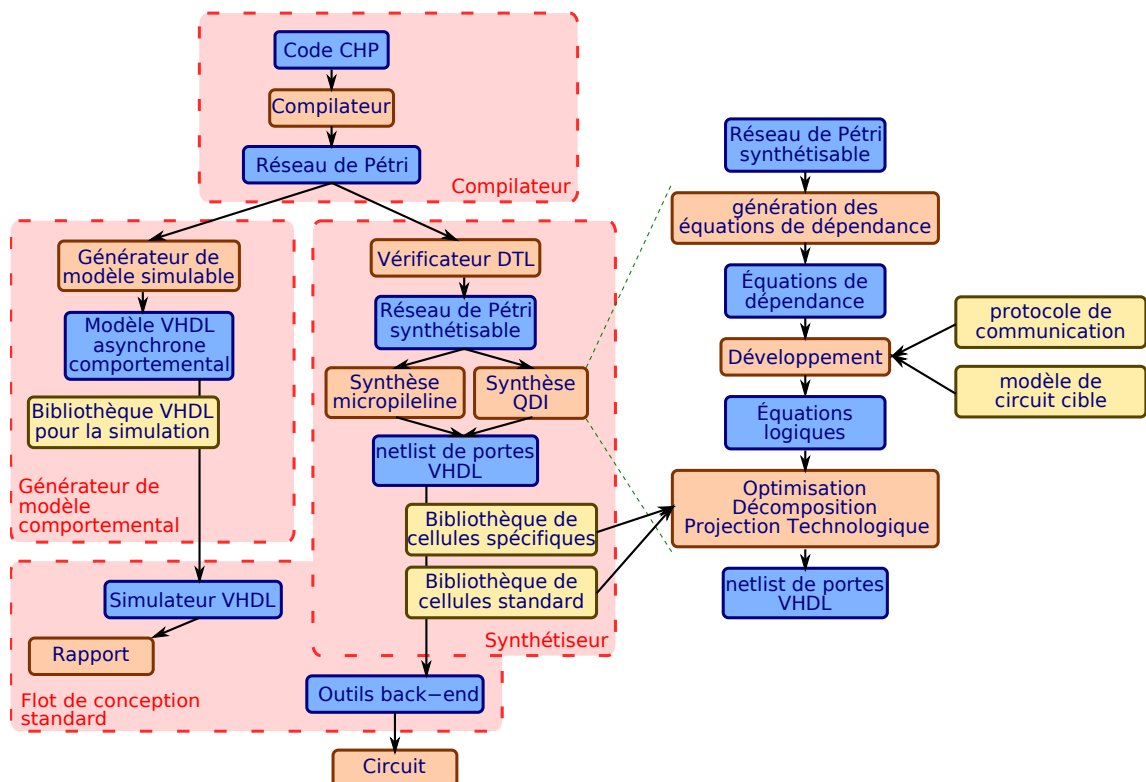 Code CHP
Compilateur
Réseau de Pétri
Compilateur
Générateur de
modèle simulable
Modèle VHDL
asynchrone
comportemental
Bibliothèque VHDL
pour la simulation
Générateur de
modèle
comportemental
Vérificateur DTL
Réseau de Pétri
synthétisable
Synthèse
micropileline
Synthèse
QDI
netlist de portes
VHDL
Bibliothèque de
cellules spécifiques
Bibliothèque de
cellules standard
Synthétiseur
Simulateur VHDL
Rapport
Flot de conception
standard
Outils back−end
Circuit
Réseau de Pétri
synthétisable
génération des
équations de dépendance
Équations de
dépendance
Développement
protocole de
communication
modèle de
circuit cible
Équations
logiques
Optimisation
Décomposition
Projection Technologique
netlist de portes
VHDL